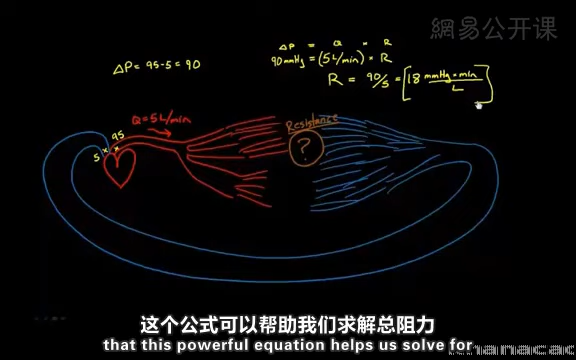 網易公开课
ΔP = Q × R
ΔP = 95-5 = 90
90 mmHg = (5L/min) × R
R = 90/5 = [18 mmHg • min / L]
Q = 5L/min
95
5
Resistance
?
这个公式可以帮助我们求解总阻力
that this powerful equation helps us solve for